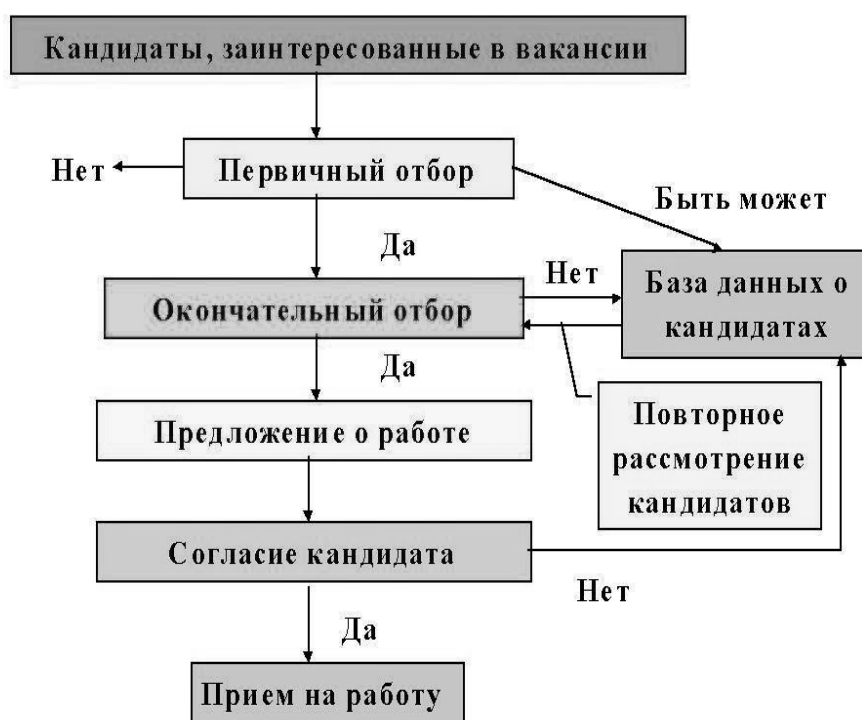 Кандидаты, заинтересованные в вакансии
Нет
Первичный отбор
Быть может
Да
Окончательный отбор
Нет
База данных о
кандидатах
Да
Предложение о работе
Повторное
рассмотрение
кандидатов
Согласие кандидата
Нет
Да
Прием на работу